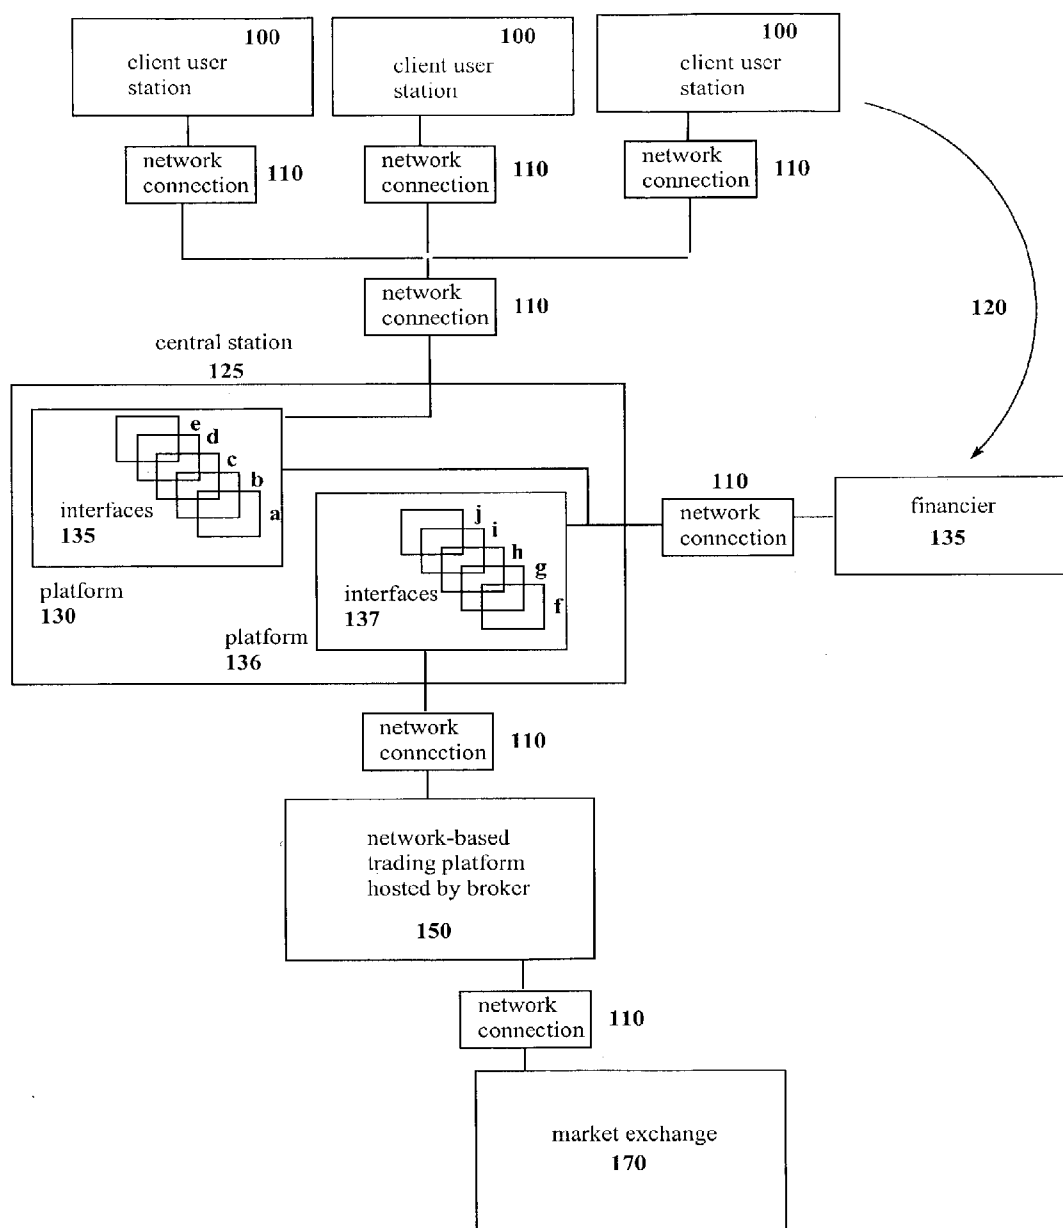 100
client user
station
100
client user
station
100
client user
station
network
connection
110
network
connection
110
network
connection
110
network
connection
110
120
central station
125
e
d
c
b
a
interfaces
135
platform
130
j
i
h
g
f
interfaces
137
platform
136
110
network
connection
financier
135
network
connection
110
network-based
trading platform
hosted by broker
150
network
connection
110
market exchange
170